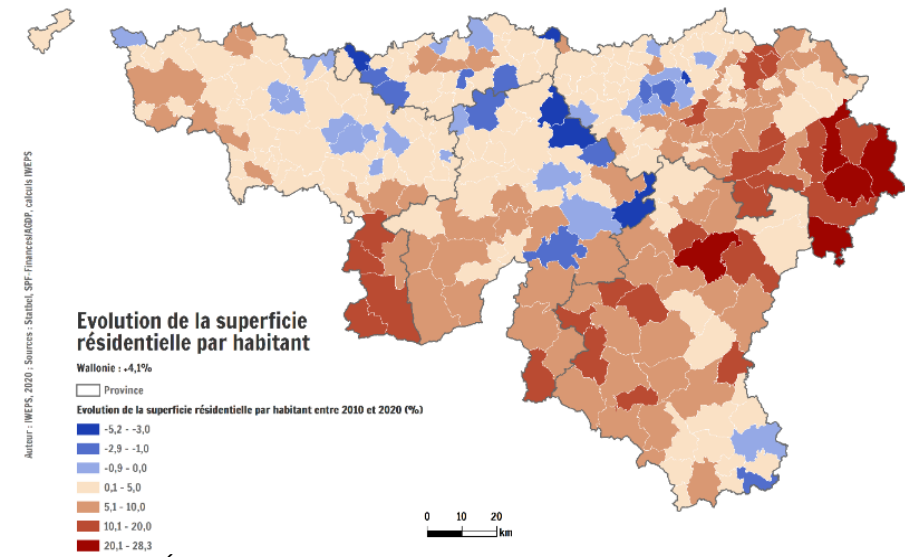 Auteur : IWEPS, 2020 ; Sources : Statbel, SPF-Finances/AGDP, calculs IWEPS
Evolution de la superficie
résidentielle par habitant
Wallonie : +4,1%
Province
Evolution de la superficie résidentielle par habitant entre 2010 et 2020 (%)
-5,2 - -3,0
-2,9 - -1,0
-0,9 - 0,0
0,1 - 5,0
5,1 - 10,0
10,1 - 20,0
20,1 - 28,3
0 10 20
km